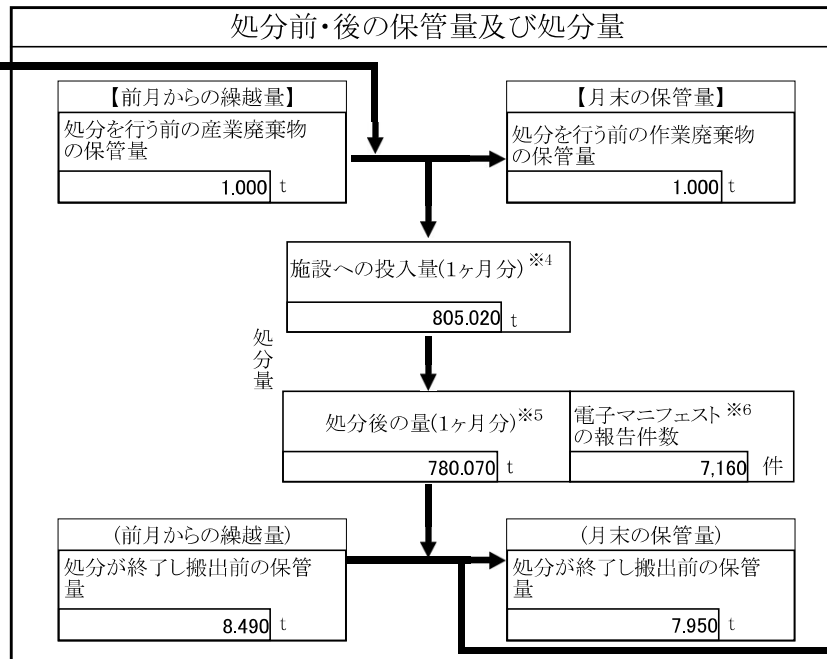 処分前・後の保管量及び処分量
【前月からの繰越量】
処分を行う前の産業廃棄物
の保管量
1.000 t
【月末の保管量】
処分を行う前の作業廃棄物
の保管量
1.000 t
施設への投入量(1ヶ月分)※4
805.020 t
処分量
処分後の量(1ヶ月分)※5
780.070 t
電子マニフェスト※6
の報告件数
7,160 件
(前月からの繰越量)
処分が終了し搬出前の保管
量
8.490 t
(月末の保管量)
処分が終了し搬出前の保管
量
7.950 t